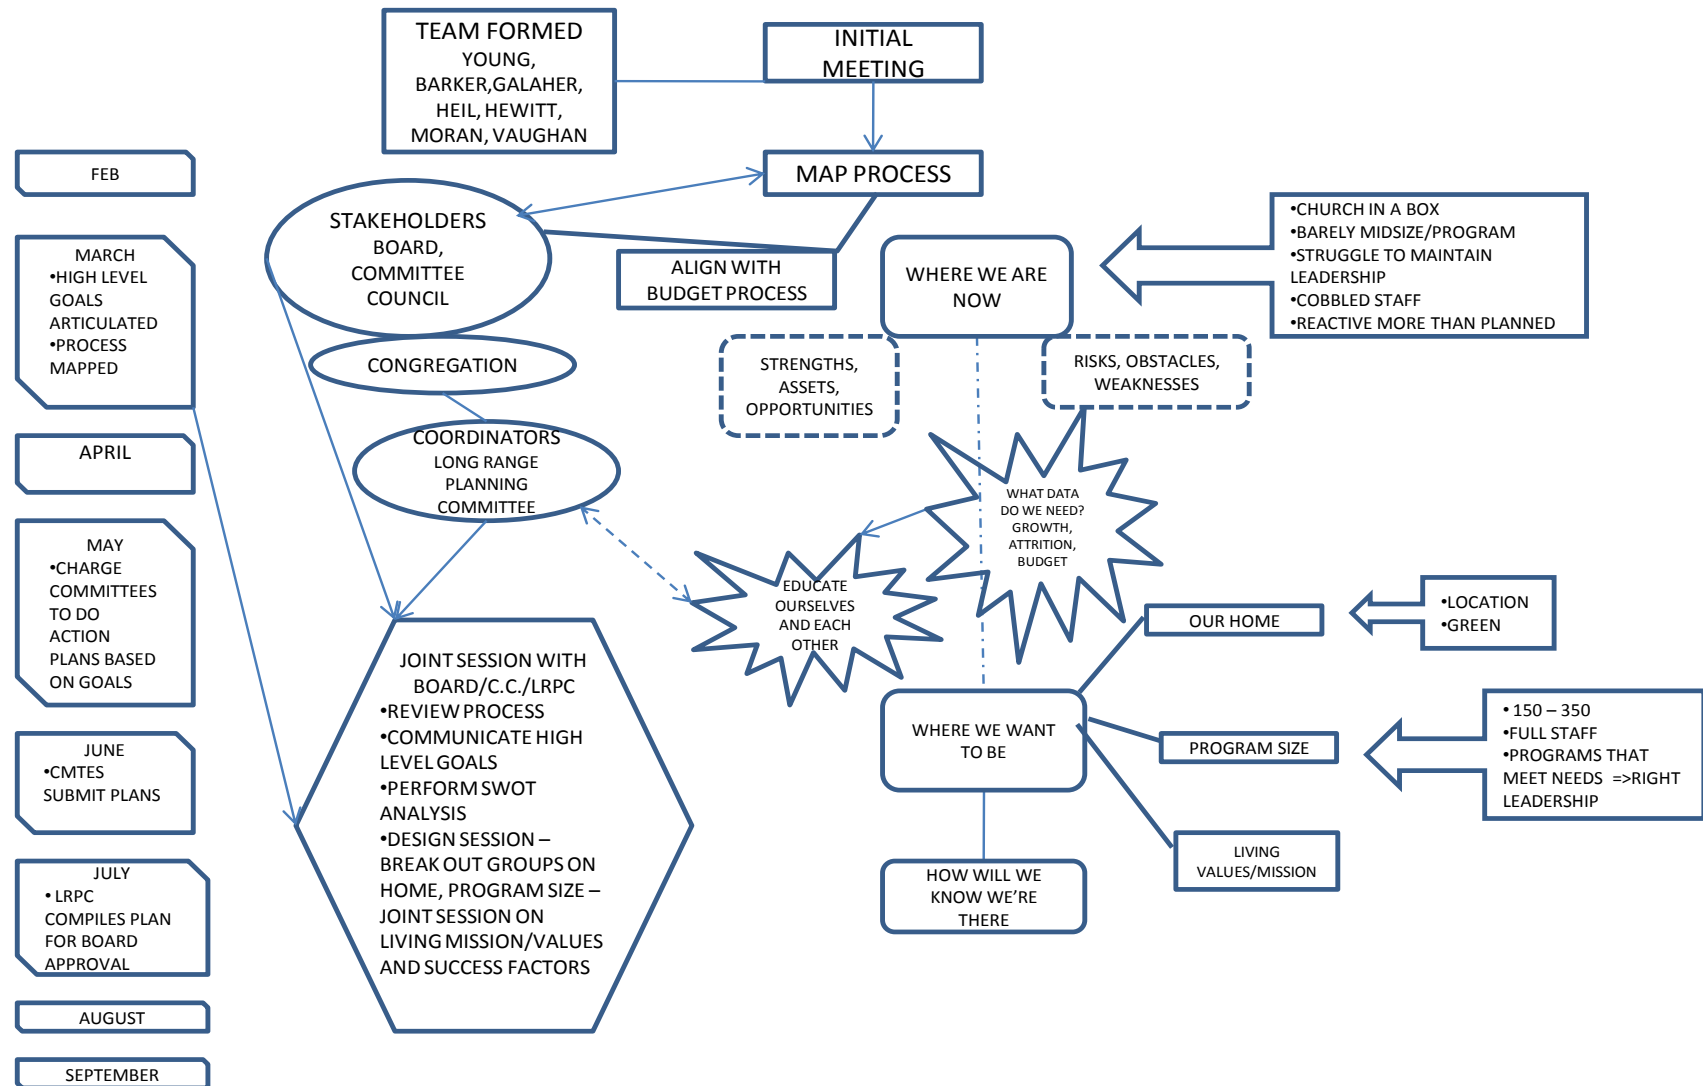 TEAM FORMED
YOUNG,
BARKER,GALAHER,
HEIL, HEWITT,
MORAN, VAUGHAN
INITIAL
MEETING
MAP PROCESS
FEB
MARCH
•HIGH LEVEL
GOALS
ARTICULATED
•PROCESS
MAPPED
APRIL
MAY
•CHARGE
COMMITTEES
TO DO
ACTION
PLANS BASED
ON GOALS
JUNE
•CMTES
SUBMIT PLANS
JULY
• LRPC
COMPILES PLAN
FOR BOARD
APPROVAL
AUGUST
SEPTEMBER
STAKEHOLDERS
BOARD,
COMMITTEE
COUNCIL
ALIGN WITH
BUDGET PROCESS
CONGREGATION
COORDINATORS
LONG RANGE
PLANNING
COMMITTEE
JOINT SESSION WITH
BOARD/C.C./LRPC
•REVIEW PROCESS
•COMMUNICATE HIGH
LEVEL GOALS
•PERFORM SWOT
ANALYSIS
•DESIGN SESSION –
BREAK OUT GROUPS ON
HOME, PROGRAM SIZE –
JOINT SESSION ON
LIVING MISSION/VALUES
AND SUCCESS FACTORS
WHERE WE ARE
NOW
•CHURCH IN A BOX
•BARELY MIDSIZE/PROGRAM
•STRUGGLE TO MAINTAIN
LEADERSHIP
•COBBLED STAFF
•REACTIVE MORE THAN PLANNED
STRENGTHS,
ASSETS,
OPPORTUNITIES
RISKS, OBSTACLES,
WEAKNESSES
WHAT DATA
DO WE NEED?
GROWTH,
ATTRITION,
BUDGET
EDUCATE
OURSELVES
AND EACH
OTHER
OUR HOME
•LOCATION
•GREEN
WHERE WE WANT
TO BE
PROGRAM SIZE
• 150 – 350
•FULL STAFF
•PROGRAMS THAT
MEET NEEDS =>RIGHT
LEADERSHIP
LIVING
VALUES/MISSION
HOW WILL WE
KNOW WE’RE
THERE